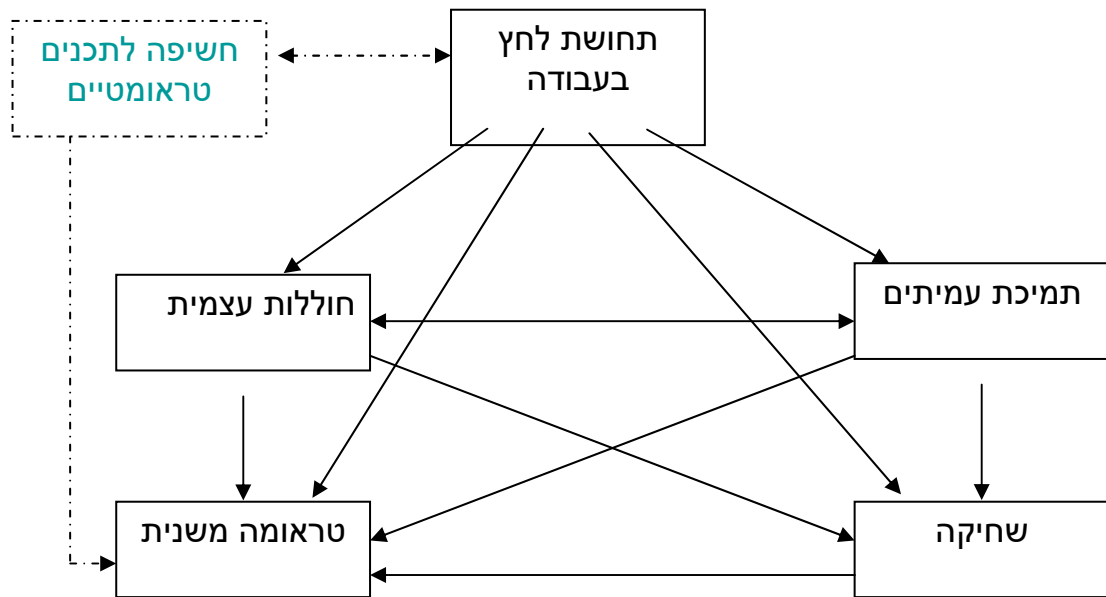 תחושת לחץ
בעבודה
חשיפה לתכנים
טראומטיים
תמיכת עמיתים
חוללות עצמית
שחיקה
טראומה משנית